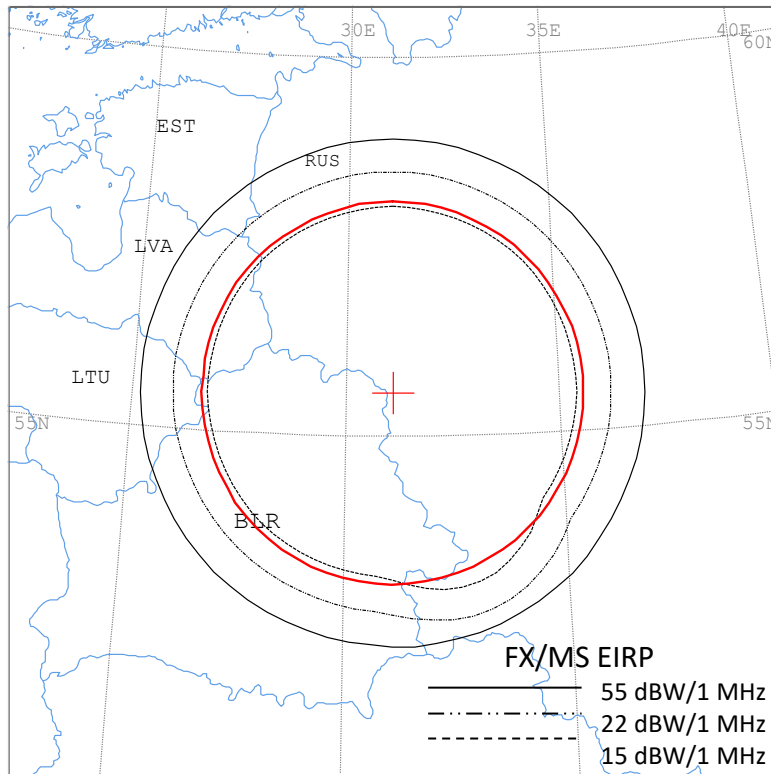 30E
35E
40E
60N
EST
RUS
LVA
LTU
55N
55N
BLR
FX/MS EIRP
55 dBW/1 MHz
22 dBW/1 MHz
15 dBW/1 MHz